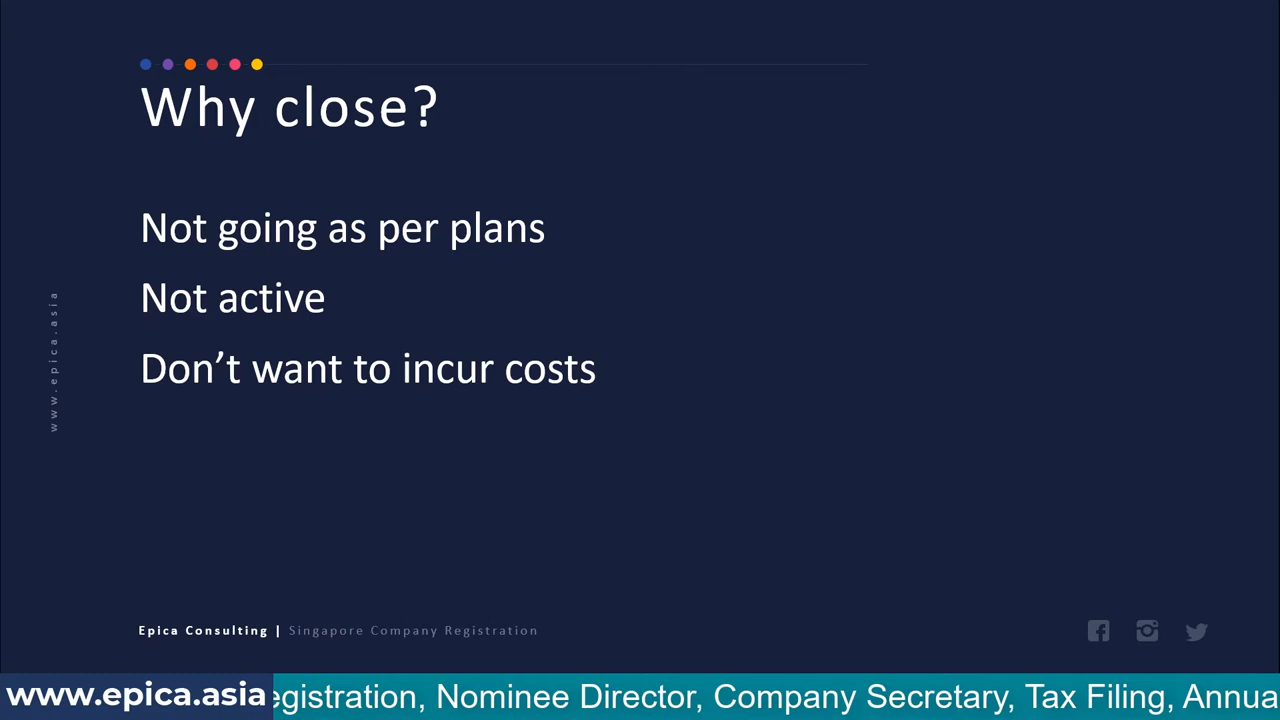 Why close?
Not going as per plans
Not active
Don't want to incur costs
www.epica.asia
Epica Consulting | Singapore Company Registration
www.epica.asia
egistration, Nominee Director, Company Secretary, Tax Filing, Annua